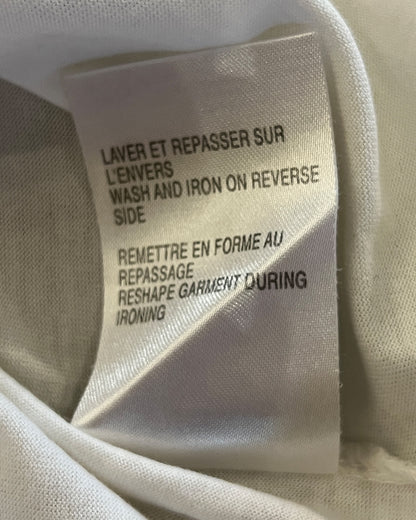 LAVER ET REPASSER SUR
L'ENVERS
WASH AND IRON ON REVERSE
SIDE
REMETTRE EN FORME AU
REPASSAGE
RESHAPE GARMENT DURING
IRONING